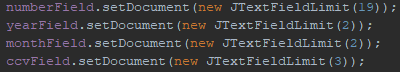 numberField.setDocument(new JTextFieldLimit(19));
yearField.setDocument(new JTextFieldLimit(2));
monthField.setDocument(new JTextFieldLimit(2));
ccvField.setDocument(new JTextFieldLimit(3));